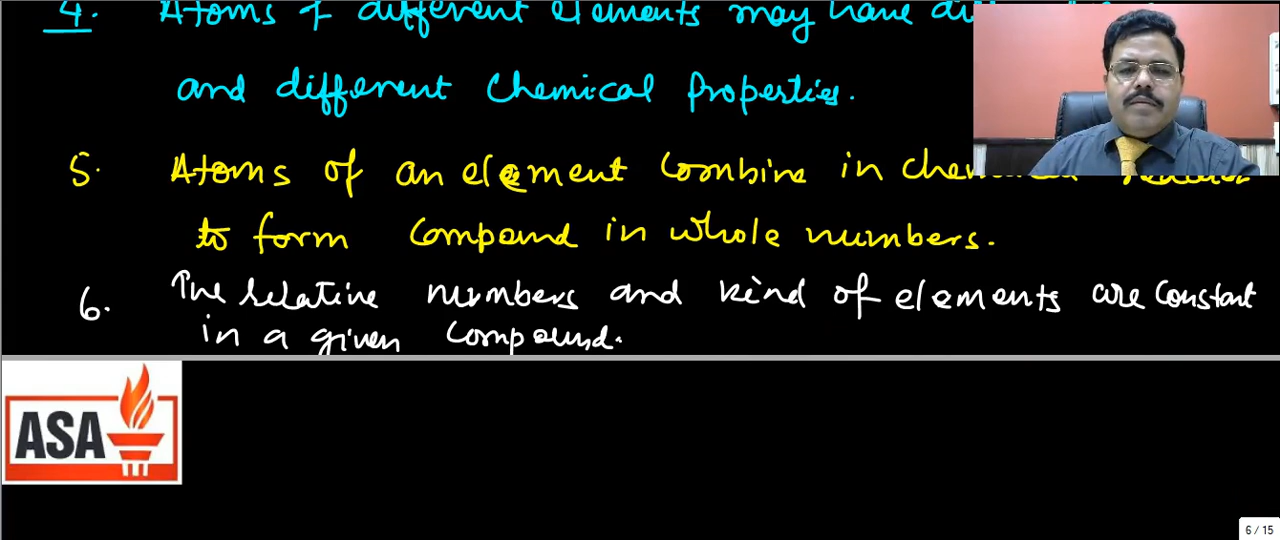 4. Atoms of different elements may have
and different Chemical Properties.
5. Atoms of an element Combine in
to form Compound in whole numbers.
6. The relative numbers and kind of elements are Constant
in a given Compound.
ASA
6 / 15